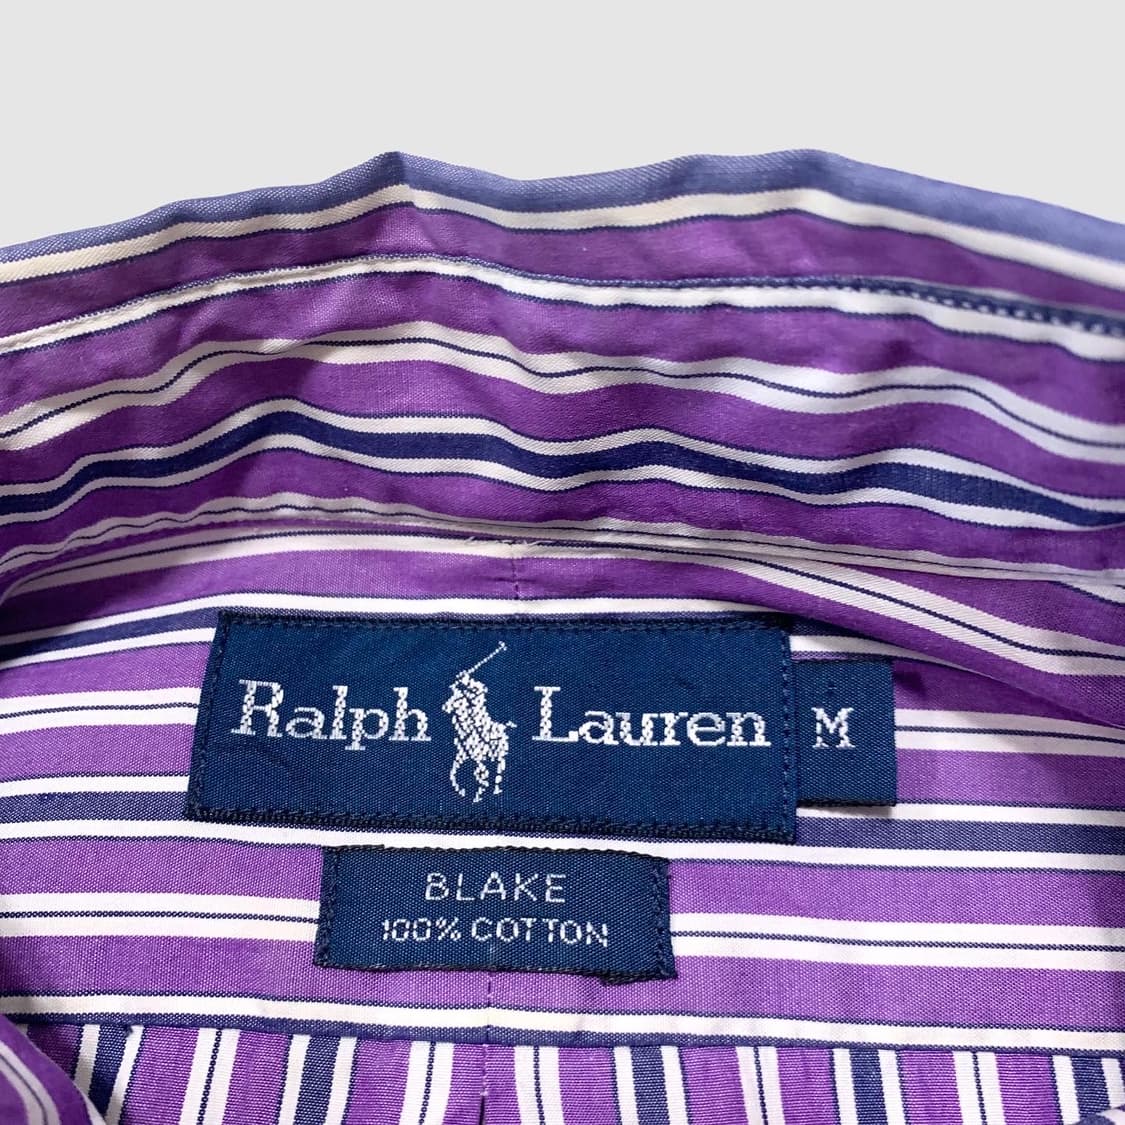 Ralph Lauren
M
BLAKE
100% COTTON